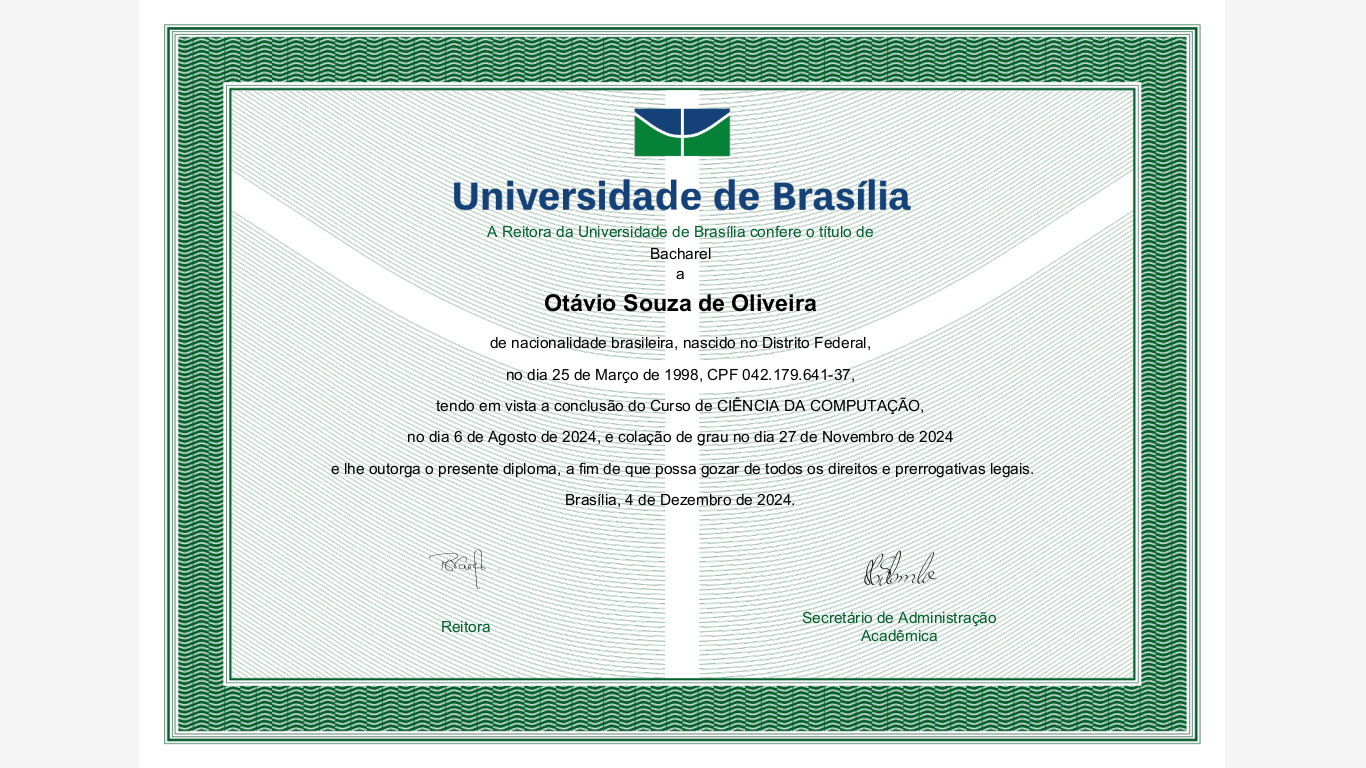 Universidade de Brasília
A Reitora da Universidade de Brasília confere o título de
Bacharel
a
Otávio Souza de Oliveira
de nacionalidade brasileira, nascido no Distrito Federal,
no dia 25 de Março de 1998, CPF 042.179.641-37,
tendo em vista a conclusão do Curso de CIÊNCIA DA COMPUTAÇÃO,
no dia 6 de Agosto de 2024, e colação de grau no dia 27 de Novembro de 2024
e lhe outorga o presente diploma, a fim de que possa gozar de todos os direitos e prerrogativas legais.
Brasília, 4 de Dezembro de 2024.
Reitora
Secretário de Administração
Acadêmica